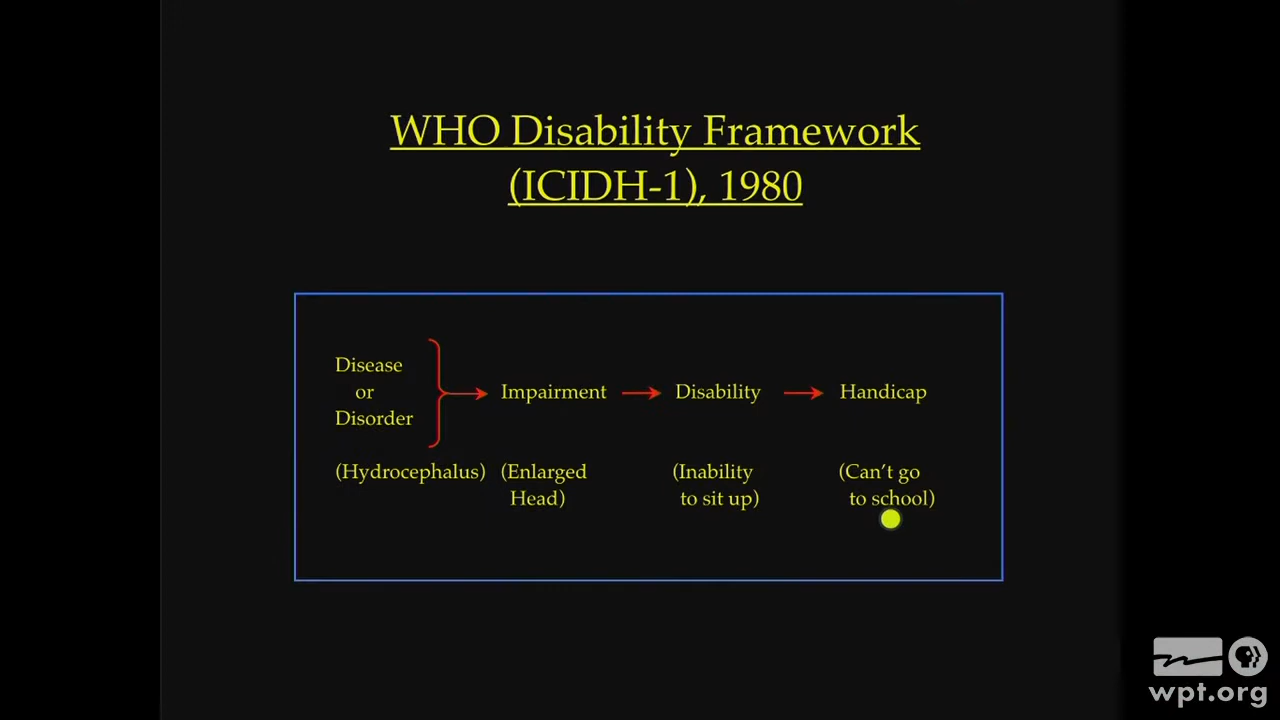 WHO Disability Framework
(ICIDH-1), 1980
Disease
or
Disorder
Impairment
Disability
Handicap
(Hydrocephalus)
(Enlarged
Head)
(Inability
to sit up)
(Can't go
to school)
wpt.org